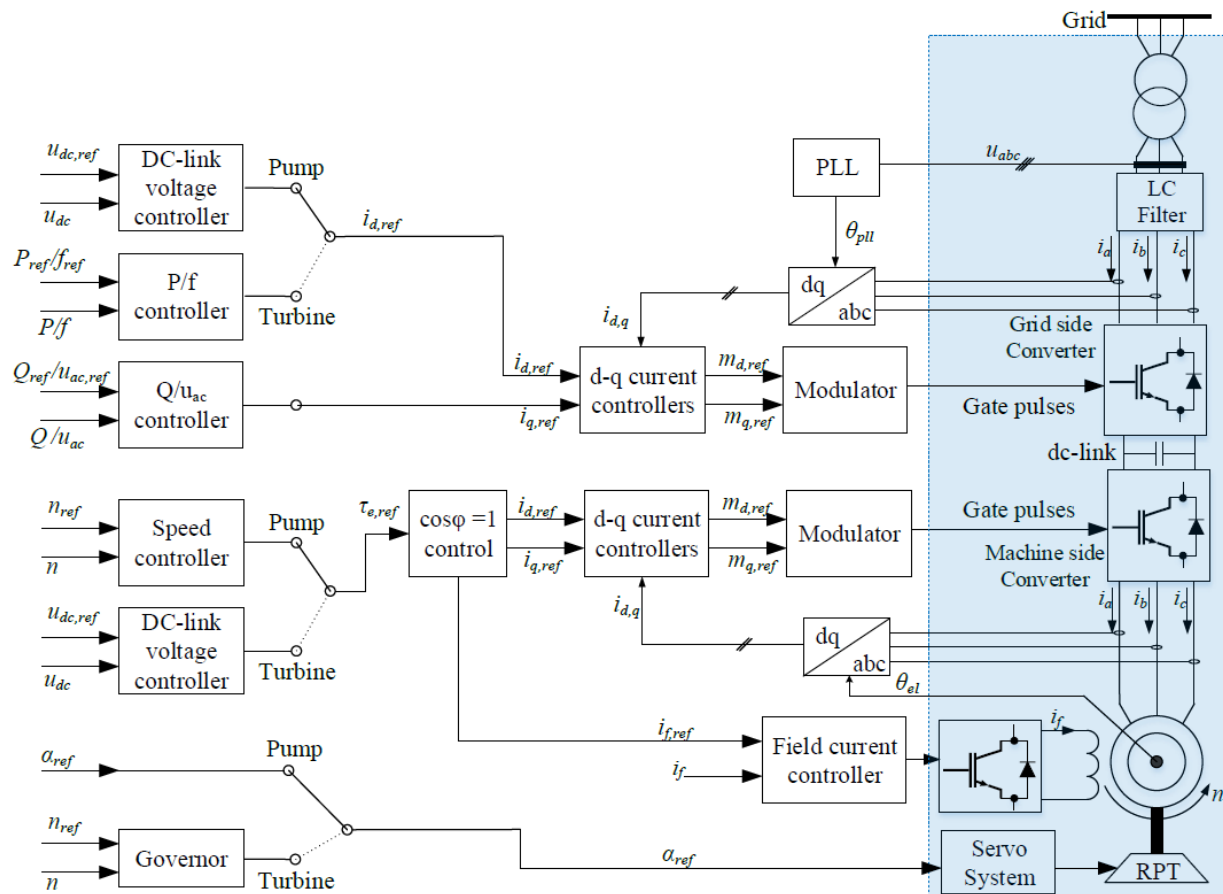 Grid
u_dc,ref
DC-link
voltage
controller
u_dc
Pump
i_d,ref
P_ref/f_ref
P/f
controller
P/f
Turbine
Q_ref/u_ac,ref
Q/u_ac
controller
Q/u_ac
PLL
u_abc
θ_pll
LC
Filter
i_a
i_b
i_c
dq
abc
i_d,q
i_d,ref
i_q,ref
d-q current
controllers
m_d,ref
m_q,ref
Modulator
Grid side
Converter
Gate pulses
dc-link
n_ref
Speed
controller
n
Pump
τ_e,ref
u_dc,ref
DC-link
voltage
controller
u_dc
Turbine
cosφ =1
control
i_d,ref
i_q,ref
d-q current
controllers
m_d,ref
m_q,ref
Modulator
Gate pulses
Machine side
Converter
i_a
i_b
i_c
i_d,q
dq
abc
θ_el
i_f,ref
i_f
Field current
controller
i_f
n
α_ref
Pump
n_ref
Governor
n
Turbine
α_ref
Servo
System
RPT